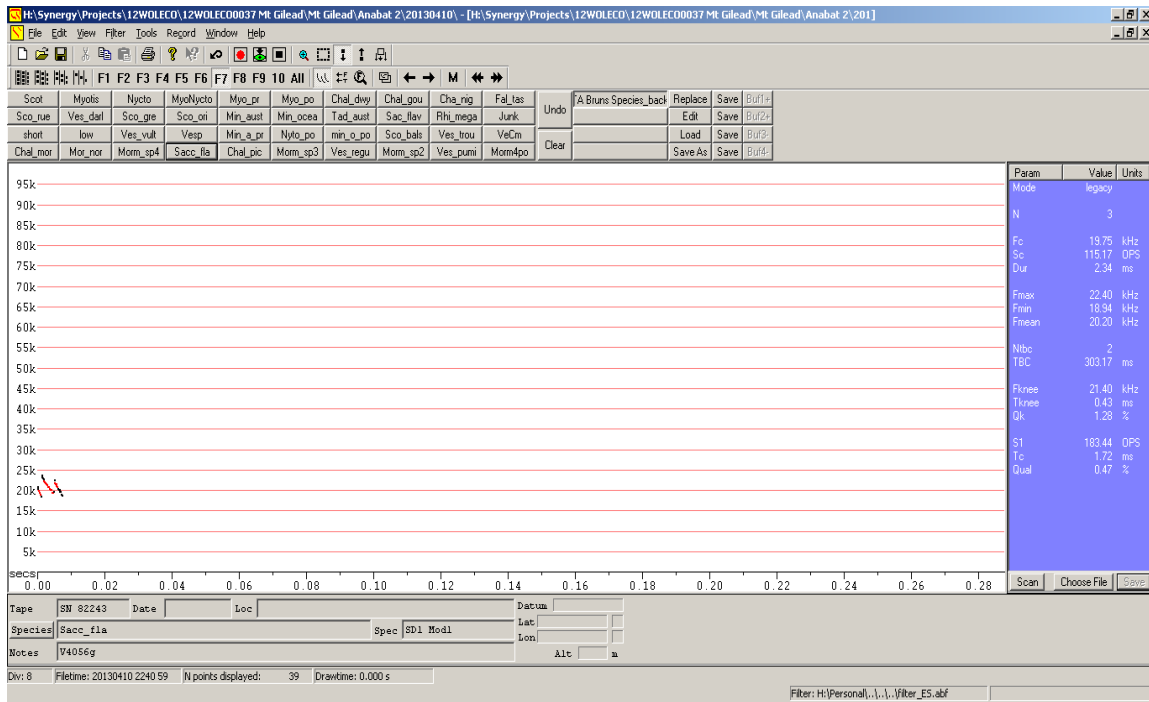 H:\Synergy\Projects\12WOLECO\12WOLECO0037 Mt Gilead\Mt Gilead\Anabat 2\20130410\ - [H:\Synergy\Projects\12WOLECO\12WOLECO0037 Mt Gilead\Mt Gilead\Anabat 2\201]
File Edit View Filter Tools Record Window Help
F1 F2 F3 F4 F5 F6 F7 F8 F9 10 All M
Scot Myotis Nycto MyoNycto Myo_pr Myo_po Chal_dwy Chal_gou Cha_nig Fal_tas Undo TA Bruns Species_back Replace Save Buf1+
Sco_rue Ves_darl Sco_gre Sco_ori Min_aust Min_ocea Tad_aust Sac_flav Rhi_mega Junk Edit Save Buf2+
short low Ves_vult Vesp Min_a_pr Nyto_po min_o_po Sco_bals Ves_trou VeCm Clear Load Save Buf3-
Chal_mor Mor_nor Morm_sp4 Sacc_fla Chal_pic Morm_sp3 Ves_regu Morm_sp2 Ves_pumi Morm4po Save As Save Buf4-
95k
90k
85k
80k
75k
70k
65k
60k
55k
50k
45k
40k
35k
30k
25k
20k
15k
10k
5k
secs
0.00 0.02 0.04 0.06 0.08 0.10 0.12 0.14 0.16 0.18 0.20 0.22 0.24 0.26 0.28
Param Value Units
Mode legacy
N 3
Fc 19.75 kHz
Sc 115.17 OPS
Dur 2.34 ms
Fmax 22.40 kHz
Fmin 18.94 kHz
Fmean 20.20 kHz
Ntbc 2
TBC 303.17 ms
Fknee 21.40 kHz
Tknee 0.43 ms
Qk 1.28 %
S1 183.44 OPS
Tc 1.72 ms
Qual 0.47 %
Scan Choose File Save
Tape SN 82243 Date Loc Datum
Lat
Species Sacc_fla Spec SD1 Mod1
Lon
Notes V4056g Alt m
Div: 8 Filetime: 20130410 2240 59 N points displayed: 39 Drawtime: 0.000 s
Filter: H:\Personal\..\..\..\filter_ES.abf